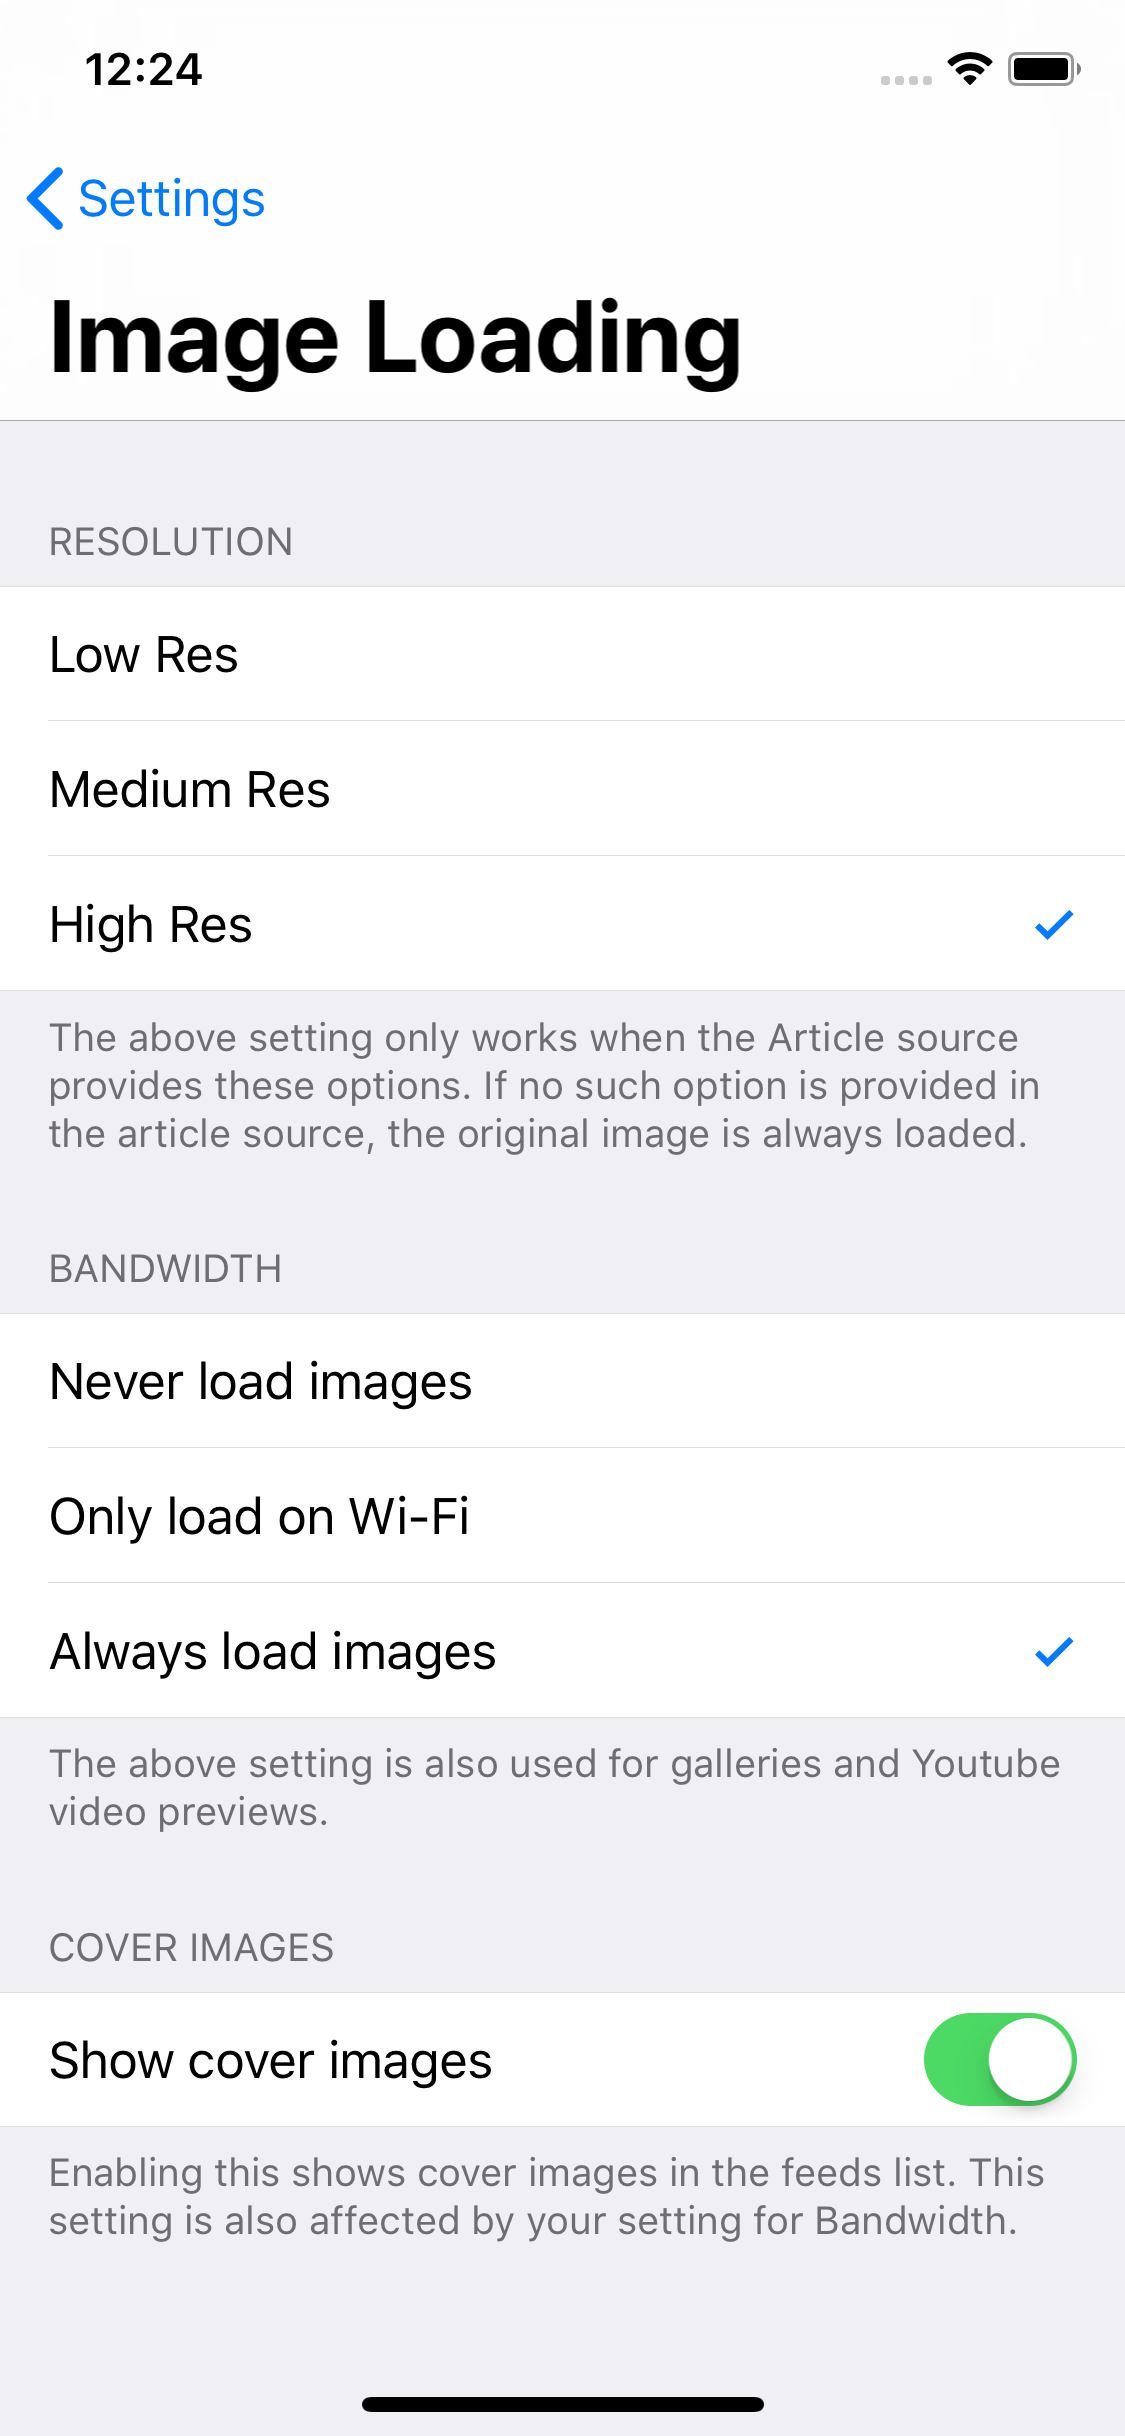 12:24
Settings
Image Loading
RESOLUTION
Low Res
Medium Res
High Res
The above setting only works when the Article source
provides these options. If no such option is provided in
the article source, the original image is always loaded.
BANDWIDTH
Never load images
Only load on Wi-Fi
Always load images
The above setting is also used for galleries and Youtube
video previews.
COVER IMAGES
Show cover images
Enabling this shows cover images in the feeds list. This
setting is also affected by your setting for Bandwidth.